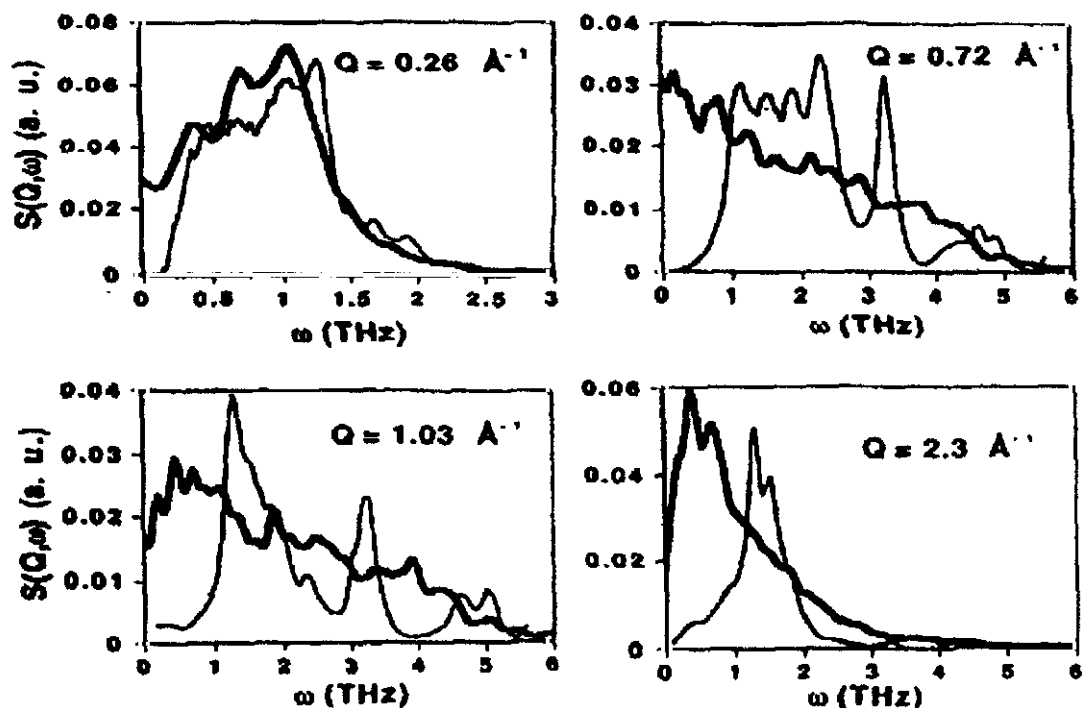 S(Q,ω) (a. u.)
0.08
0.06
0.04
0.02
0
Q = 0.26 Å⁻¹
0 0.5 1 1.5 2 2.5 3
ω (THz)
0.04
0.03
0.02
0.01
0
Q = 0.72 Å⁻¹
0 1 2 3 4 5 6
ω (THz)
S(Q,ω) (a. u.)
0.04
0.03
0.02
0.01
0
Q = 1.03 Å⁻¹
0 1 2 3 4 5 6
ω (THz)
0.06
0.04
0.02
0
Q = 2.3 Å⁻¹
0 1 2 3 4 5 6
ω (THz)